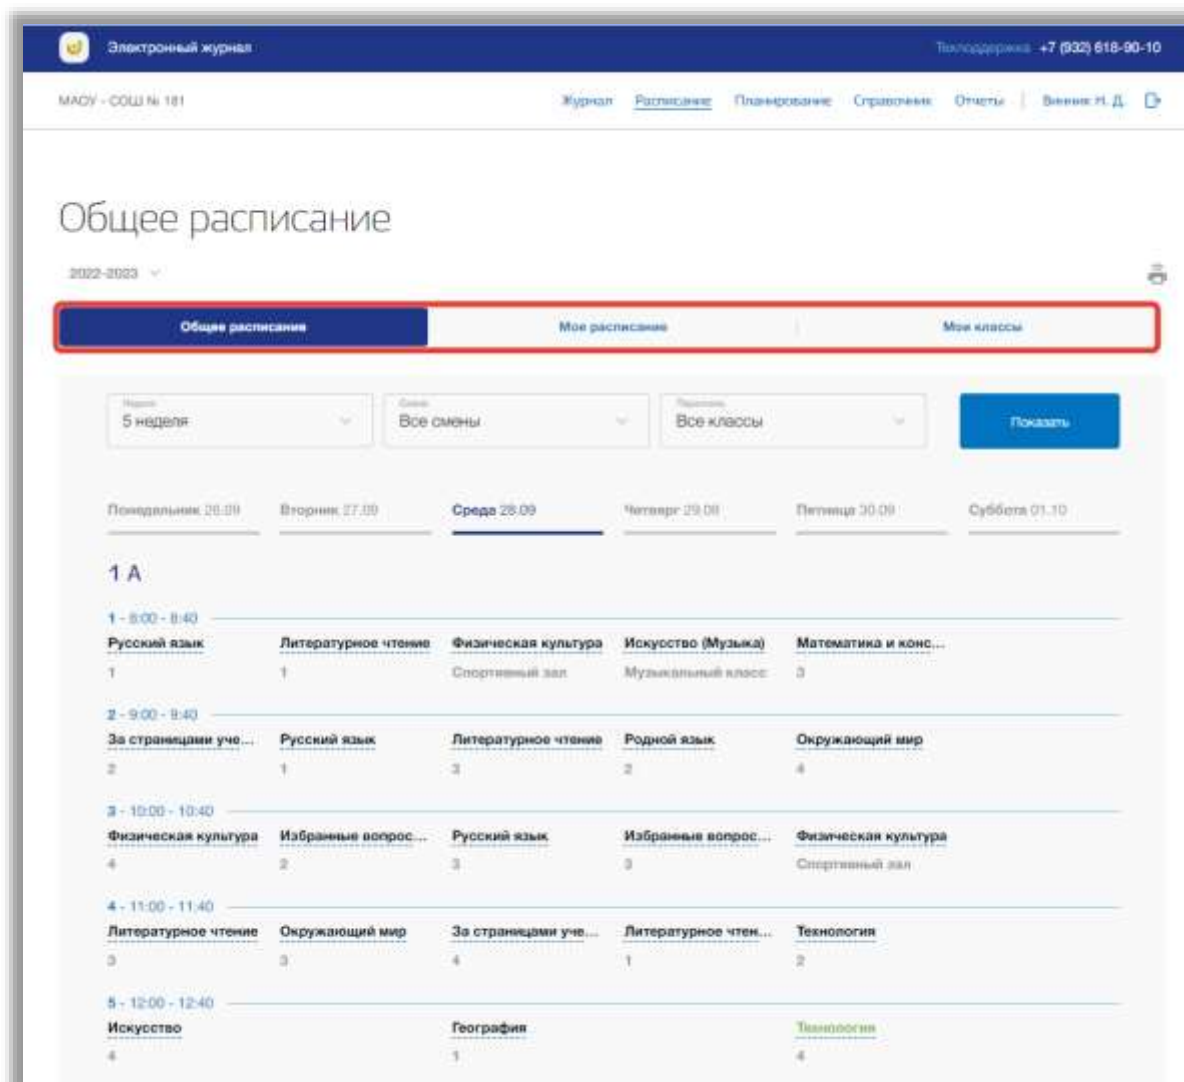 Электронный журнал Техподдержка +7 (932) 618-90-10
МАОУ - СОШ № 181 Журнал Расписание Планирование Справочник Отчеты Винник Н. Д.
Общее расписание
2022-2023
Общее расписание Мое расписание Мои классы
Неделя Смена Параллель
5 неделя Все смены Все классы Показать
Понедельник 26.09 Вторник 27.09 Среда 28.09 Четверг 29.09 Пятница 30.09 Суббота 01.10
1 А
1 - 8:00 - 8:40
Русский язык Литературное чтение Физическая культура Искусство (Музыка) Математика и конс...
1 1 Спортивный зал Музыкальный класс 3
2 - 9:00 - 9:40
За страницами уче... Русский язык Литературное чтение Родной язык Окружающий мир
2 1 3 2 4
3 - 10:00 - 10:40
Физическая культура Избранные вопрос... Русский язык Избранные вопрос... Физическая культура
4 2 3 3 Спортивный зал
4 - 11:00 - 11:40
Литературное чтение Окружающий мир За страницами уче... Литературное чтен... Технология
3 3 4 1 2
5 - 12:00 - 12:40
Искусство География Технология
4 1 4